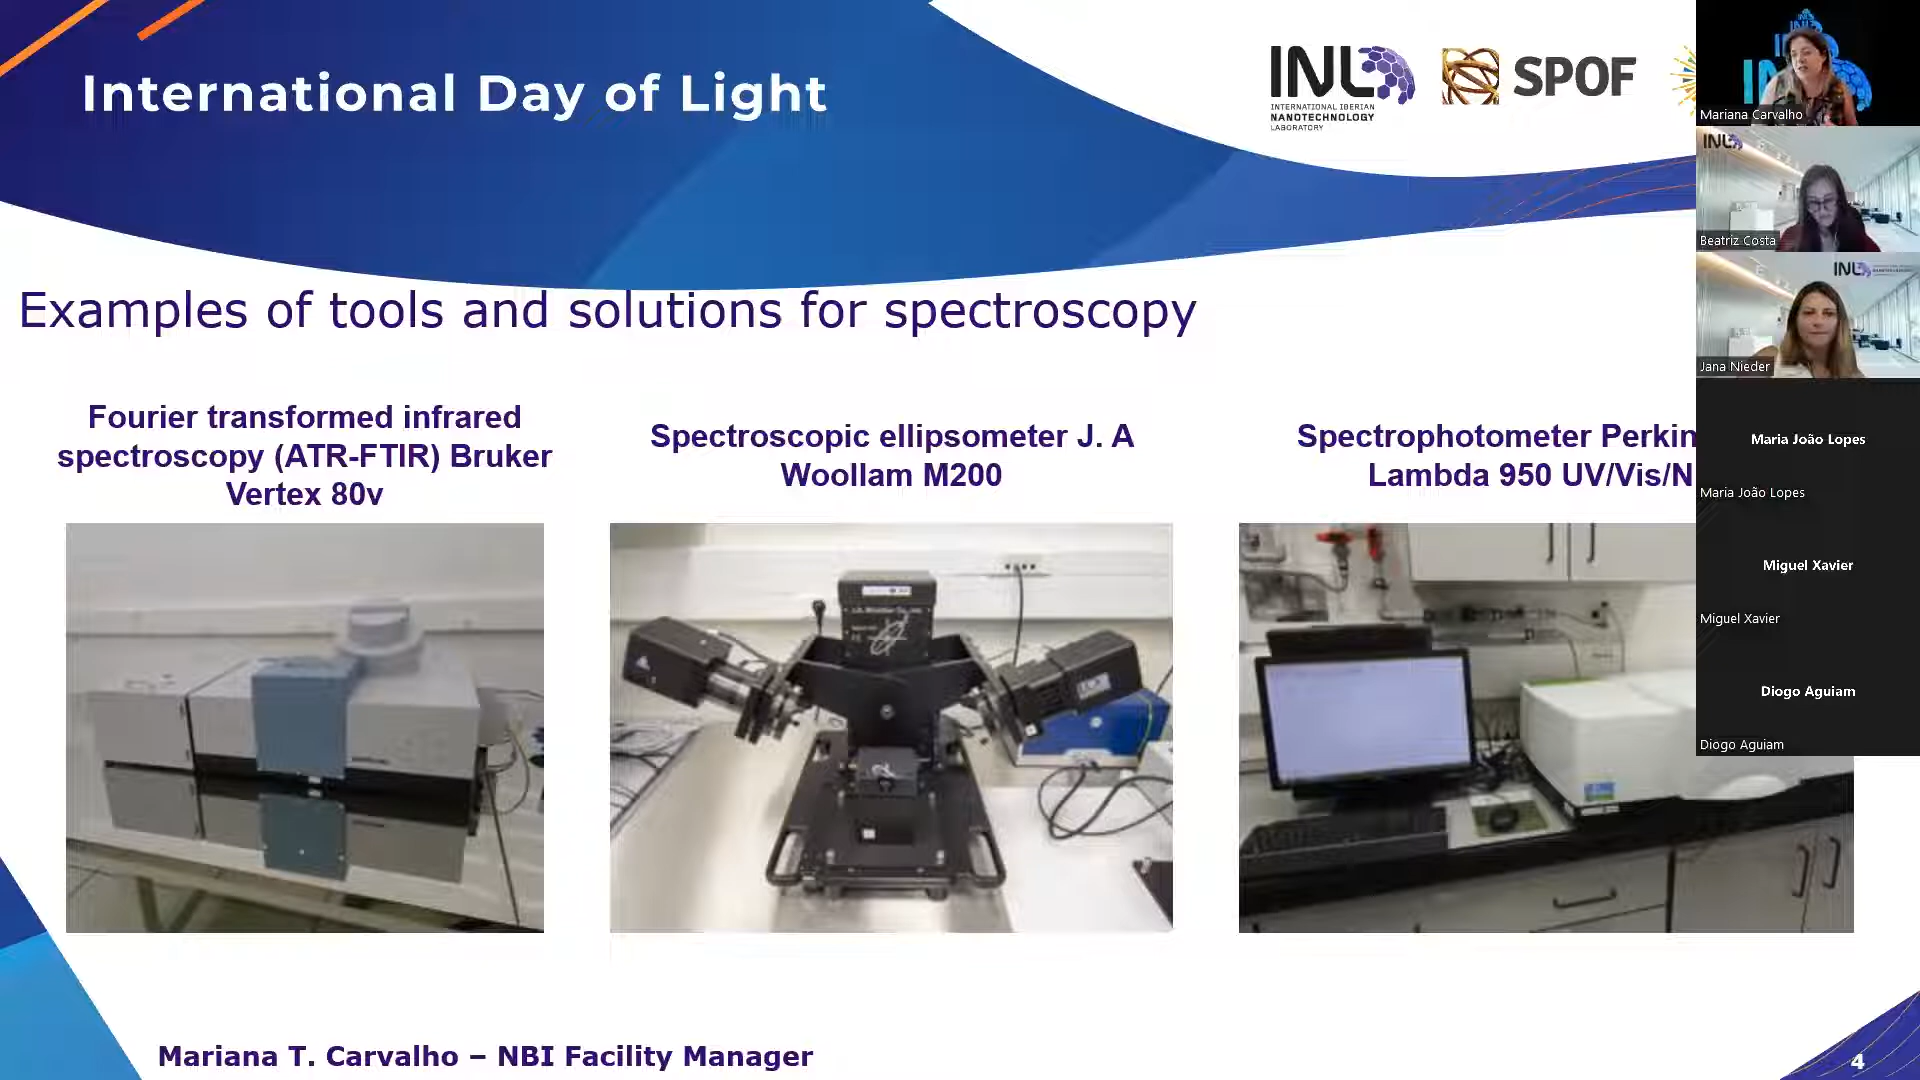 International Day of Light
INL
INTERNATIONAL IBERIAN
NANOTECHNOLOGY
LABORATORY
SPOF
Examples of tools and solutions for spectroscopy
Fourier transformed infrared
spectroscopy (ATR-FTIR) Bruker
Vertex 80v
Spectroscopic ellipsometer J. A
Woollam M200
Spectrophotometer Perkin
Lambda 950 UV/Vis/N
Mariana T. Carvalho – NBI Facility Manager
4
INL
Mariana Carvalho
INL
Beatriz Costa
INL
Jana Nieder
Maria João Lopes
Maria João Lopes
Miguel Xavier
Miguel Xavier
Diogo Aguiam
Diogo Aguiam